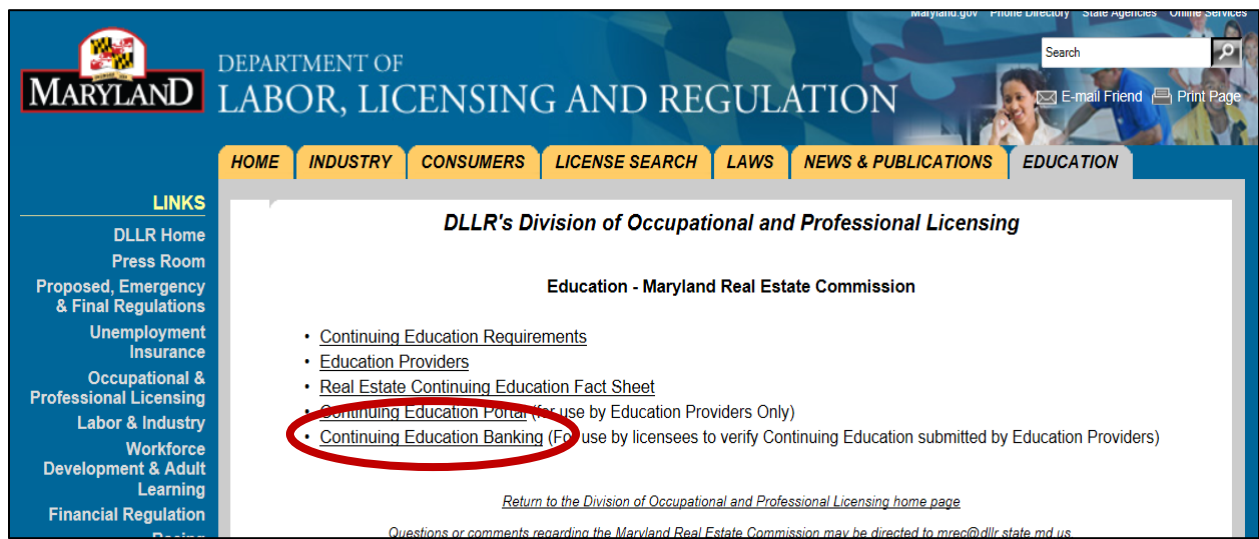 Maryland.gov Phone Directory State Agencies Online Services
Search
MARYLAND
DEPARTMENT OF
LABOR, LICENSING AND REGULATION
E-mail Friend Print Page
HOME INDUSTRY CONSUMERS LICENSE SEARCH LAWS NEWS & PUBLICATIONS EDUCATION
LINKS
DLLR Home
Press Room
Proposed, Emergency
& Final Regulations
Unemployment
Insurance
Occupational &
Professional Licensing
Labor & Industry
Workforce
Development & Adult
Learning
Financial Regulation
Racing
DLLR's Division of Occupational and Professional Licensing
Education - Maryland Real Estate Commission
• Continuing Education Requirements
• Education Providers
• Real Estate Continuing Education Fact Sheet
• Continuing Education Portal (for use by Education Providers Only)
• Continuing Education Banking (For use by licensees to verify Continuing Education submitted by Education Providers)
Return to the Division of Occupational and Professional Licensing home page
Questions or comments regarding the Maryland Real Estate Commission may be directed to mrec@dllr.state.md.us